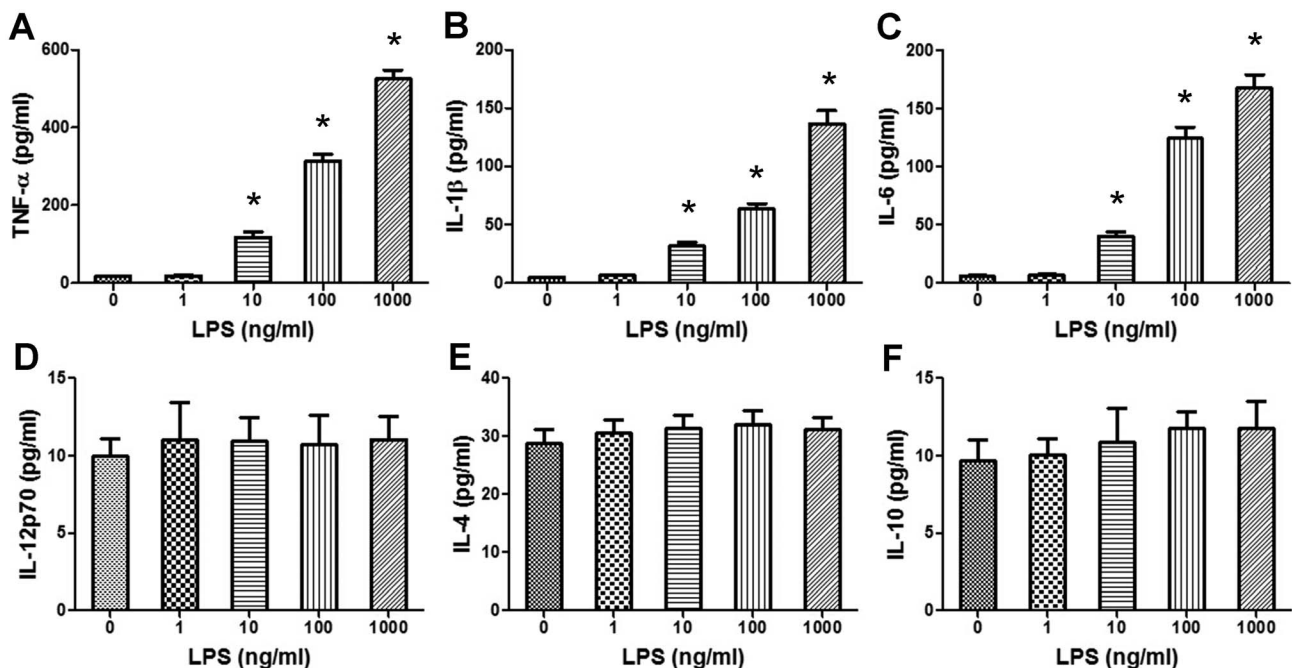 A
TNF-α (pg/ml)
600
400
200
0
*
*
*
0 1 10 100 1000
LPS (ng/ml)
B
IL-1β (pg/ml)
200
150
100
50
0
*
*
*
0 1 10 100 1000
LPS (ng/ml)
C
IL-6 (pg/ml)
200
150
100
50
0
*
*
*
0 1 10 100 1000
LPS (ng/ml)
D
IL-12p70 (pg/ml)
15
10
5
0
0 1 10 100 1000
LPS (ng/ml)
E
IL-4 (pg/ml)
40
30
20
10
0
0 1 10 100 1000
LPS (ng/ml)
F
IL-10 (pg/ml)
15
10
5
0
0 1 10 100 1000
LPS (ng/ml)